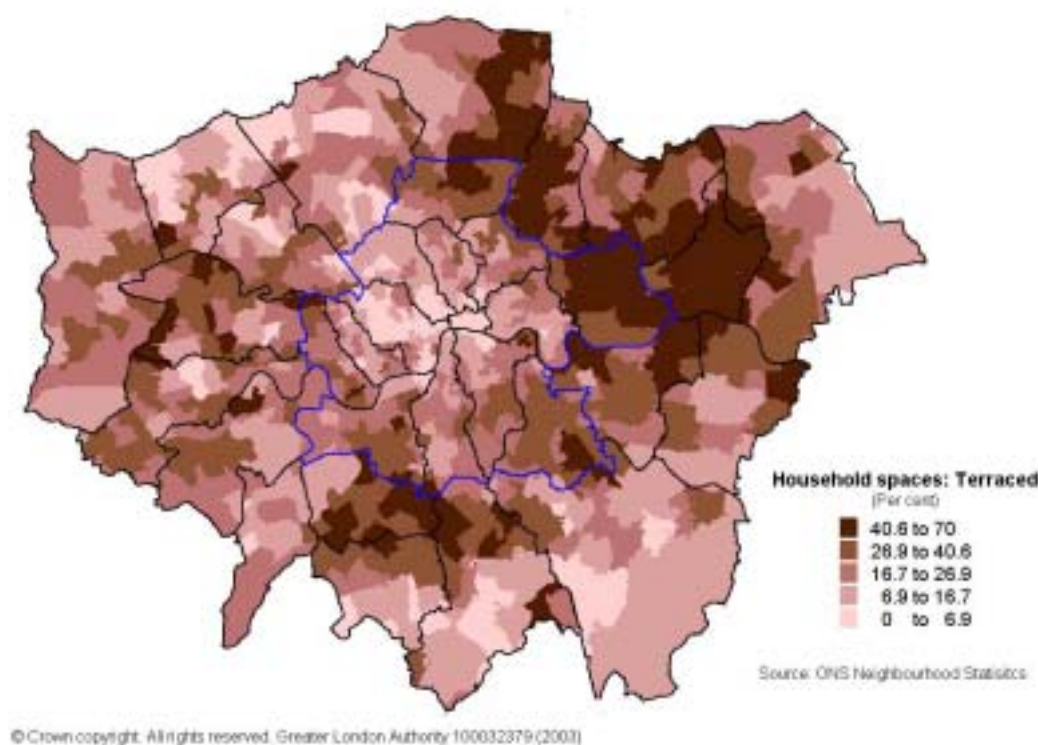 Household spaces: Terraced
(Per cent)
40.6 to 70
26.9 to 40.6
16.7 to 26.9
6.9 to 16.7
0 to 6.9
Source: ONS Neighbourhood Statisitcs
© Crown copyright. All rights reserved. Greater London Authority 100032379 (2003)